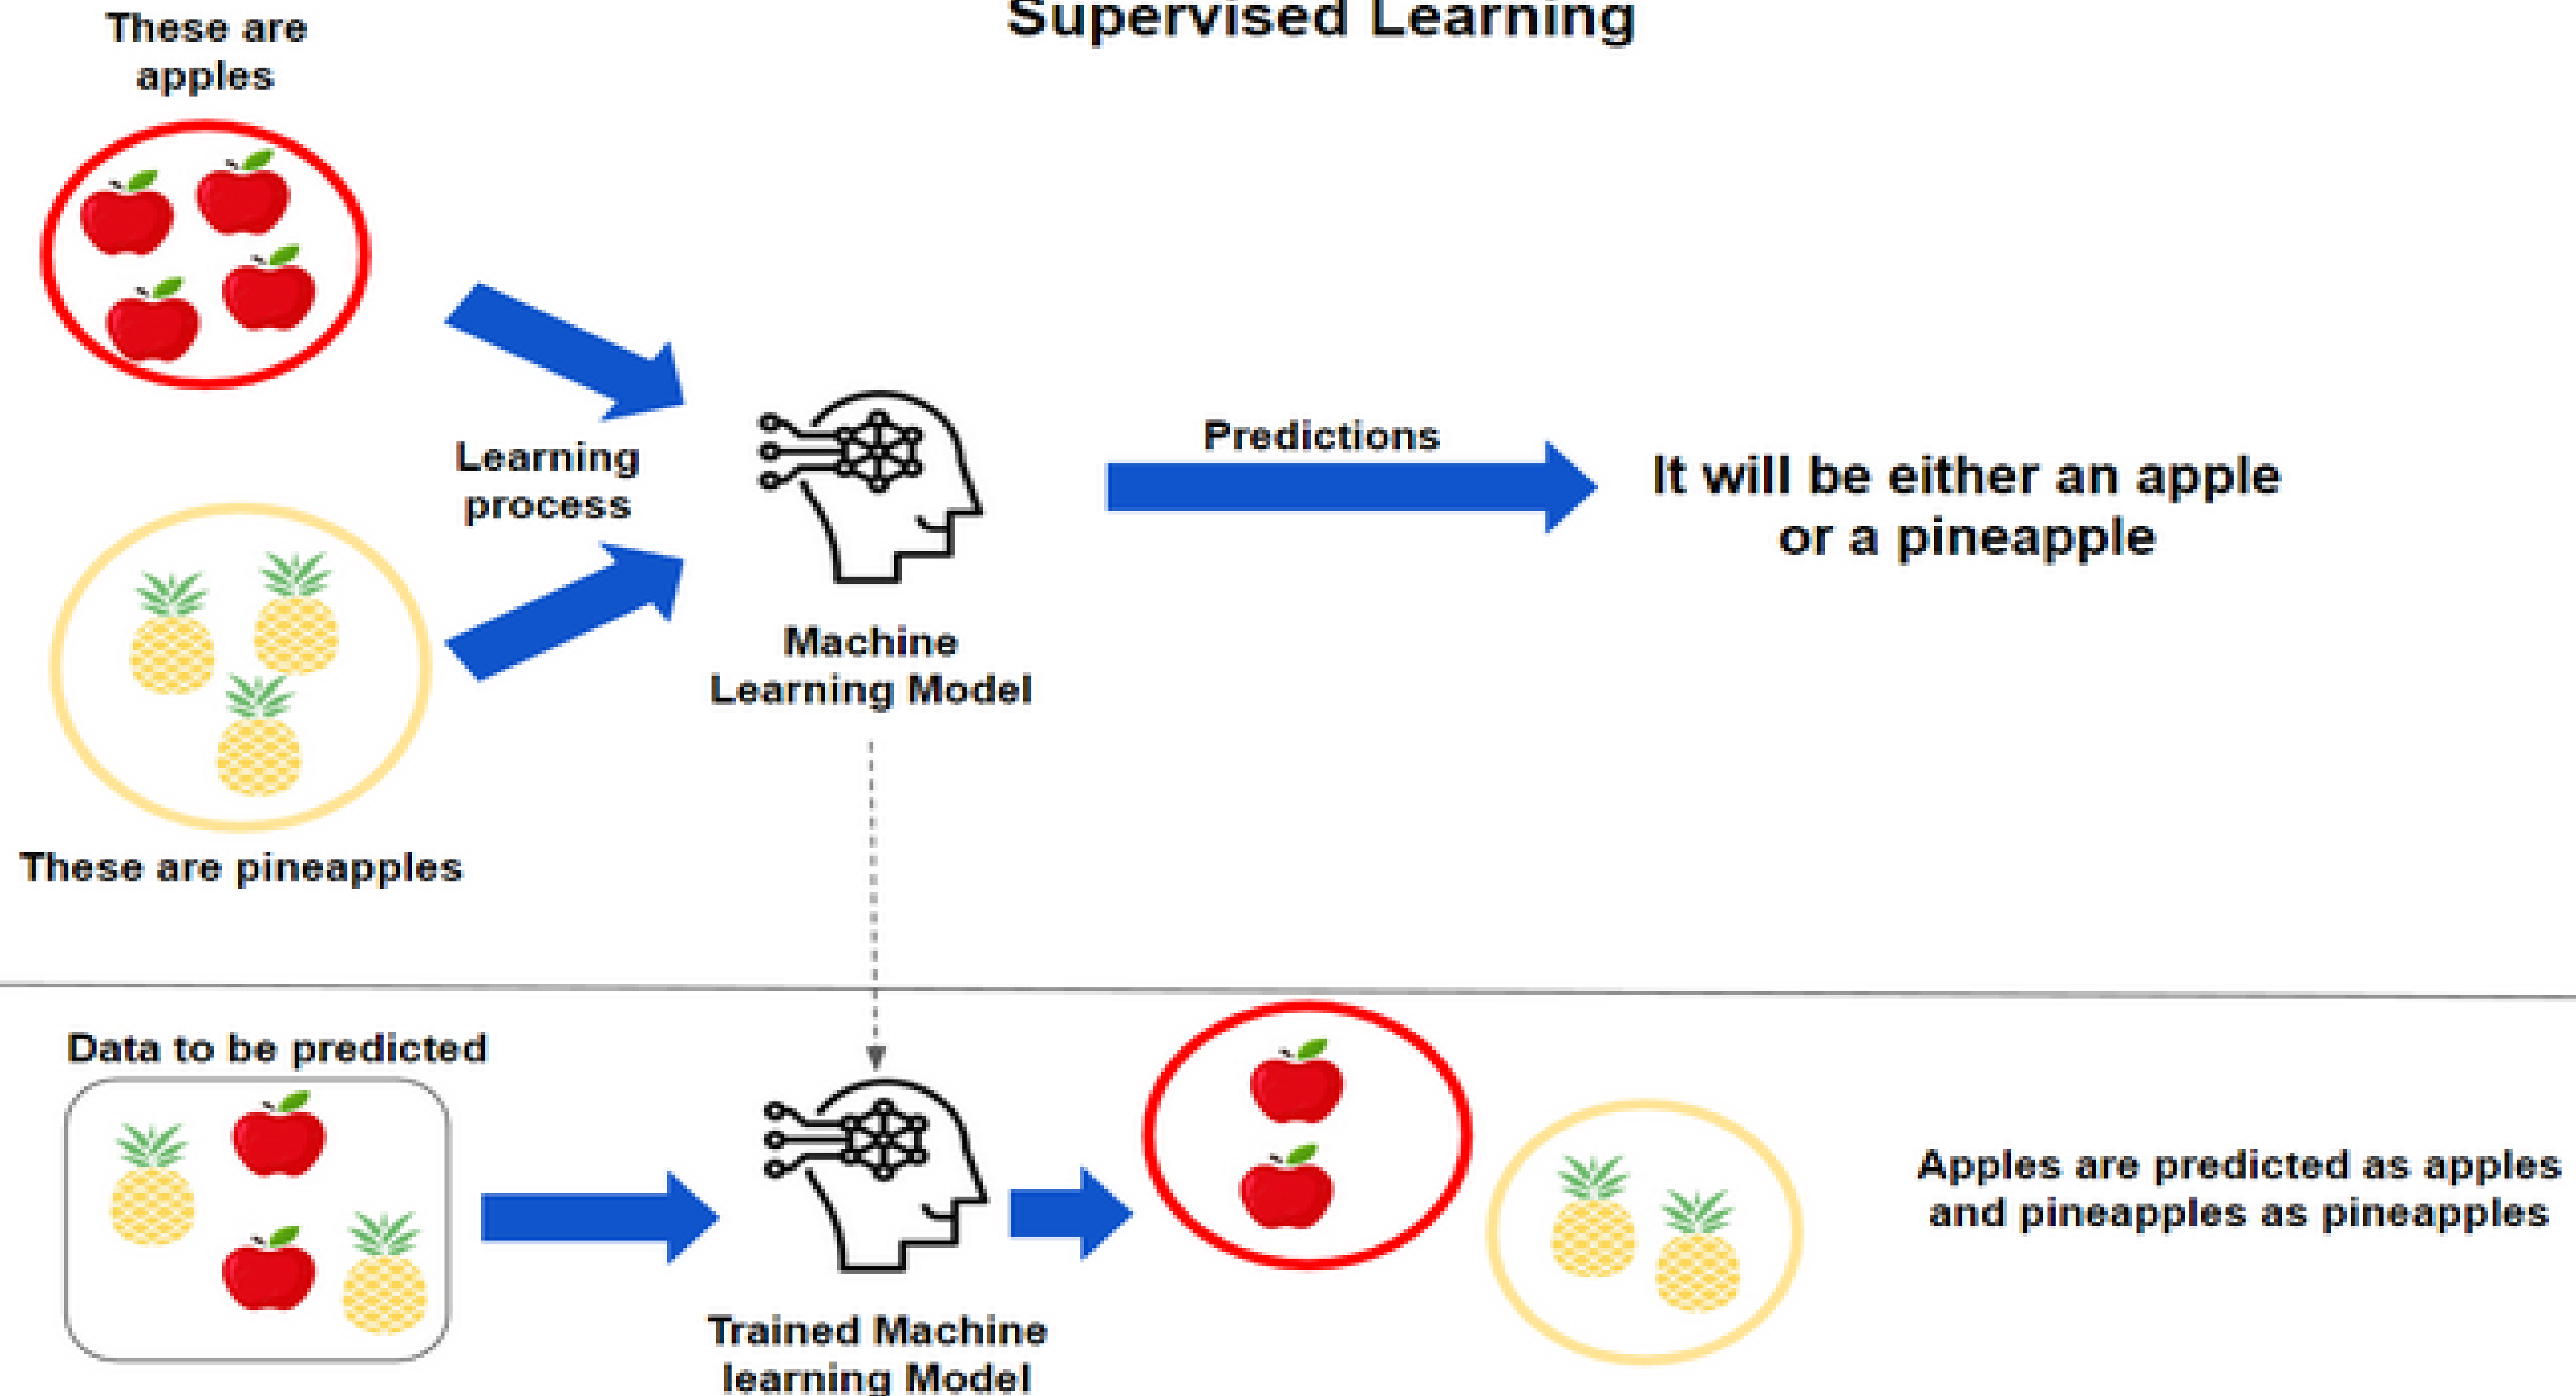 Supervised Learning
These are
apples
Learning
process
Predictions
It will be either an apple
or a pineapple
Machine
Learning Model
These are pineapples
Data to be predicted
Apples are predicted as apples
and pineapples as pineapples
Trained Machine
learning Model